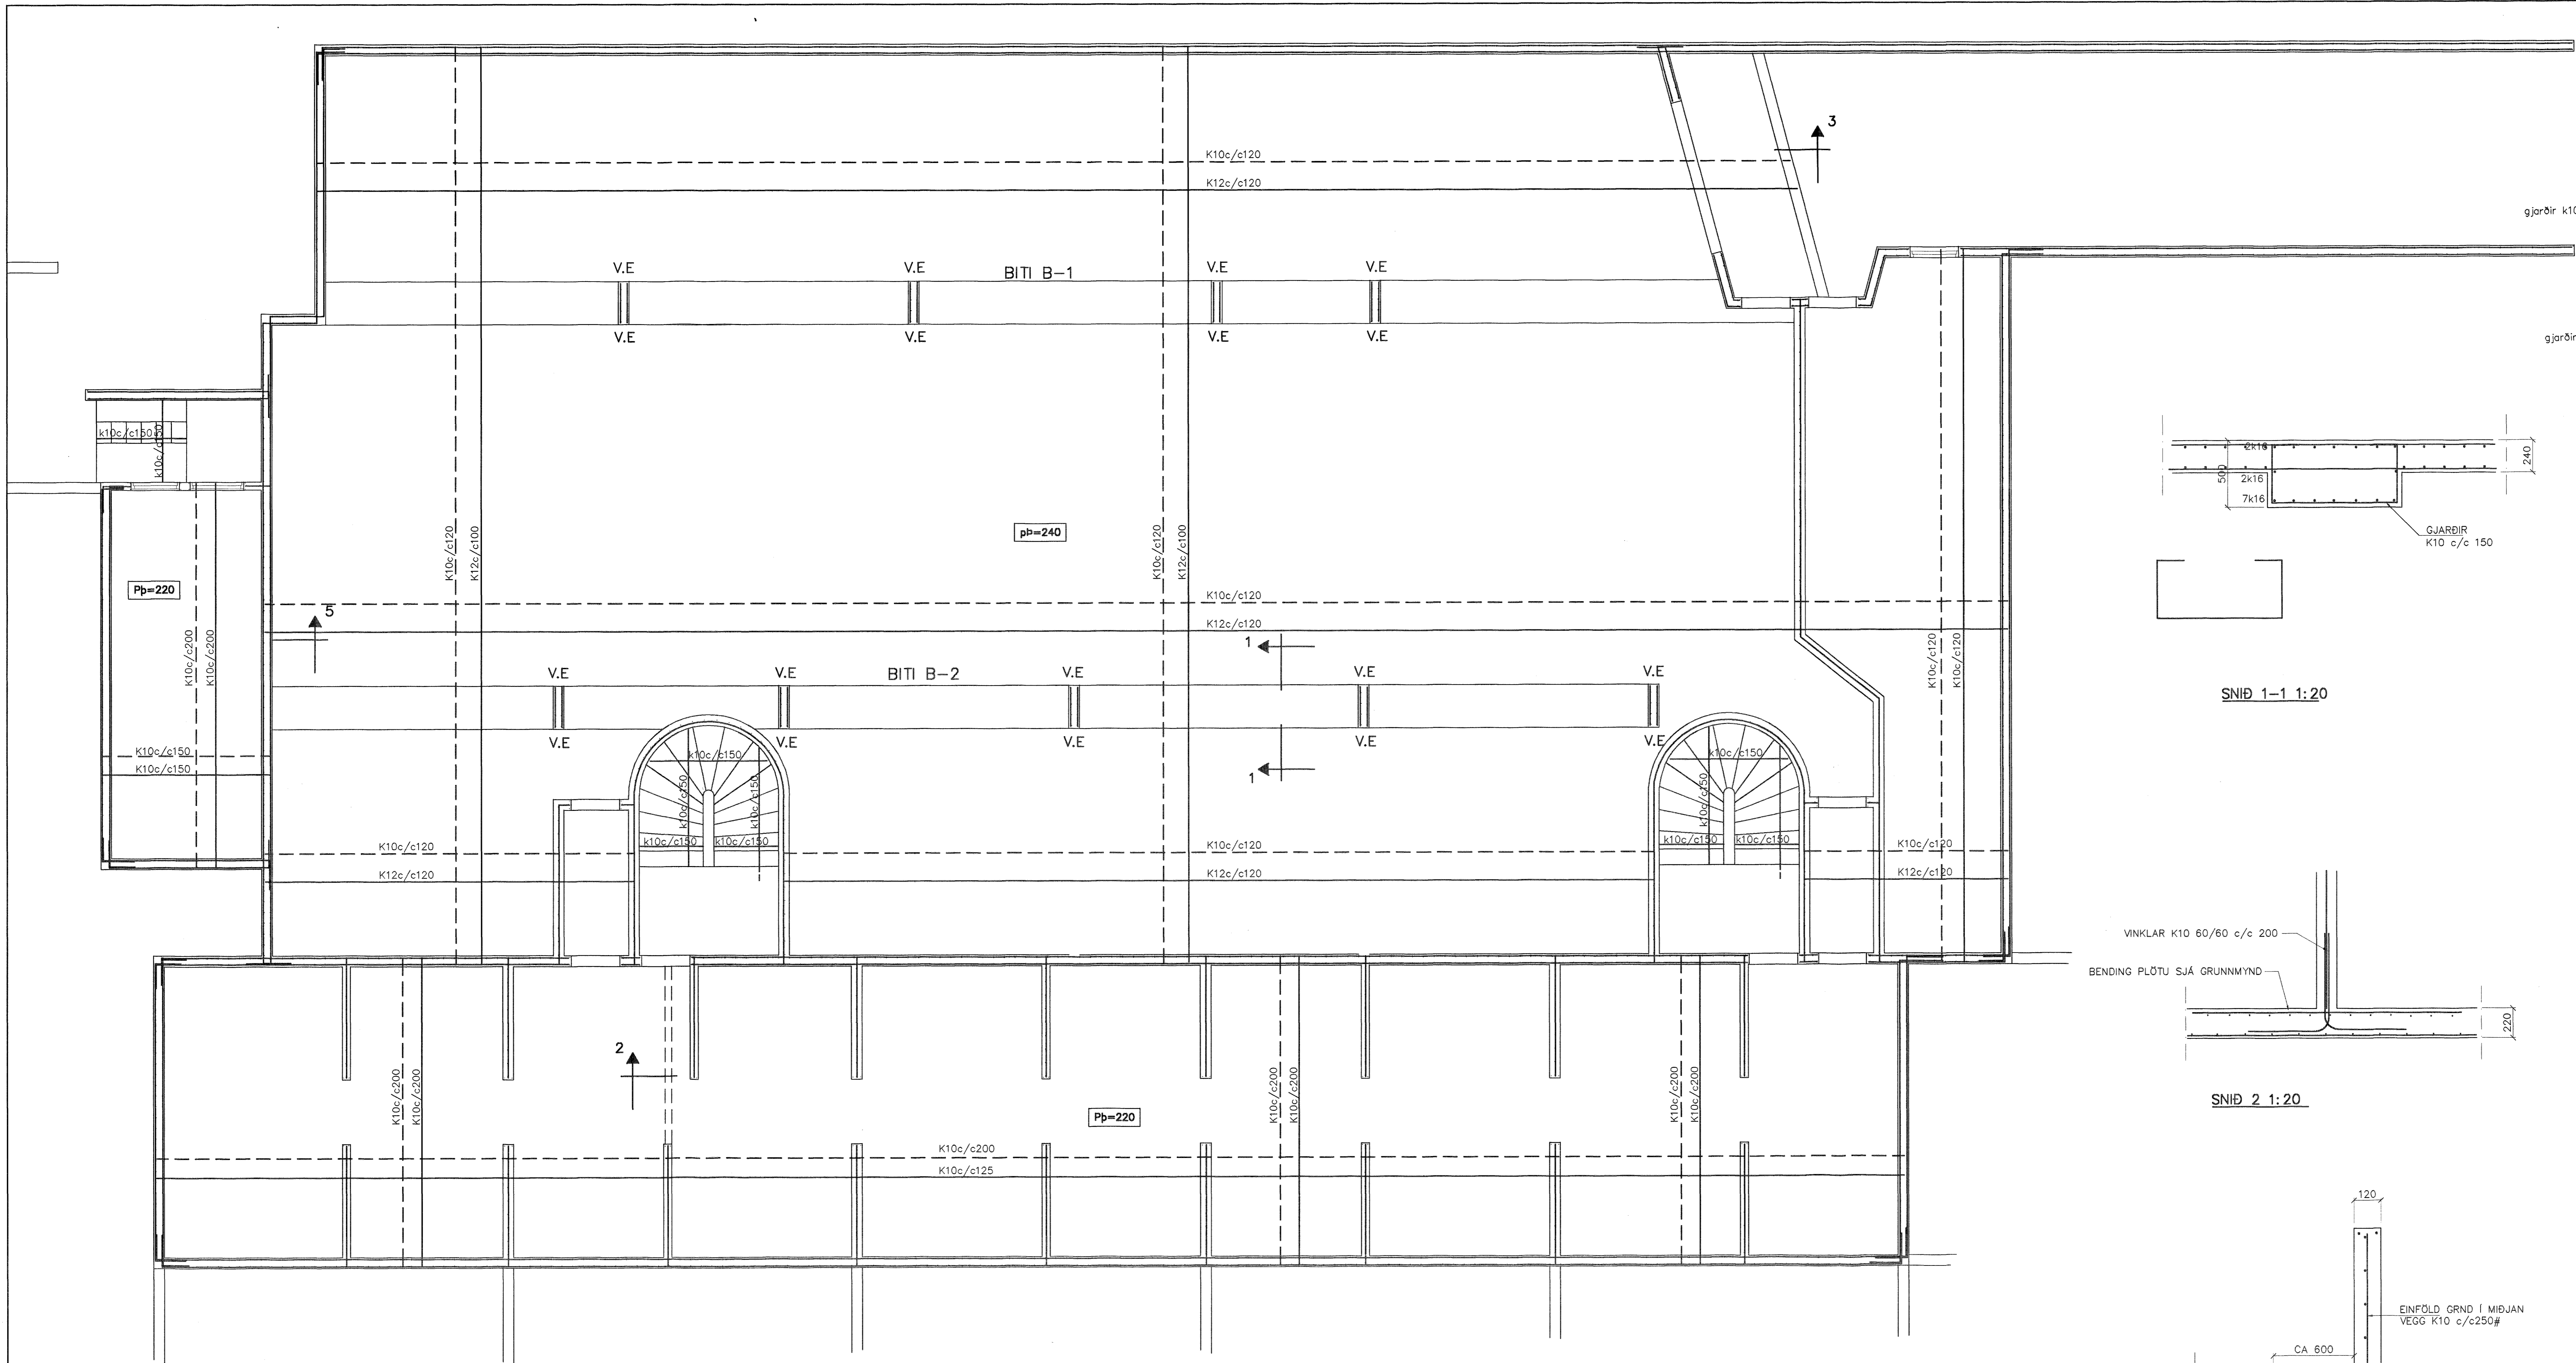 3
K10c/c120
K12c/c120
gjarðir k10
V.E
V.E
BITI B-1
V.E
V.E
V.E
V.E
V.E
V.E
gjarðir
k10c/c150
k10c/c150
2k16
2k16
7k16
500
240
GJARÐIR
K10 c/c 150
K10c/c120
K12c/c100
pÞ=240
K10c/c120
K12c/c100
Pþ=220
K10c/c120
K12c/c120
5
K10c/c200
K10c/c200
1
K10c/c120
K10c/c120
SNIÐ 1-1 1:20
V.E
V.E
BITI B-2
V.E
V.E
V.E
V.E
V.E
V.E
V.E
V.E
K10c/c150
K10c/c150
1
k10c/c150
k10c/c150
k10c/c150
k10c/c150
k10c/c150
k10c/c150
k10c/c150
k10c/c150
k10c/c150
K10c/c120
K12c/c120
K10c/c120
K12c/c120
K10c/c120
K12c/c120
VINKLAR K10 60/60 c/c 200
BENDING PLÖTU SJÁ GRUNNMYND
220
SNIÐ 2 1:20
2
K10c/c200
K10c/c200
K10c/c200
K10c/c200
K10c/c200
K10c/c200
Pþ=220
K10c/c200
K10c/c125
120
EINFÖLD GRND Í MIÐJAN
VEGG K10 c/c250#
CA 600